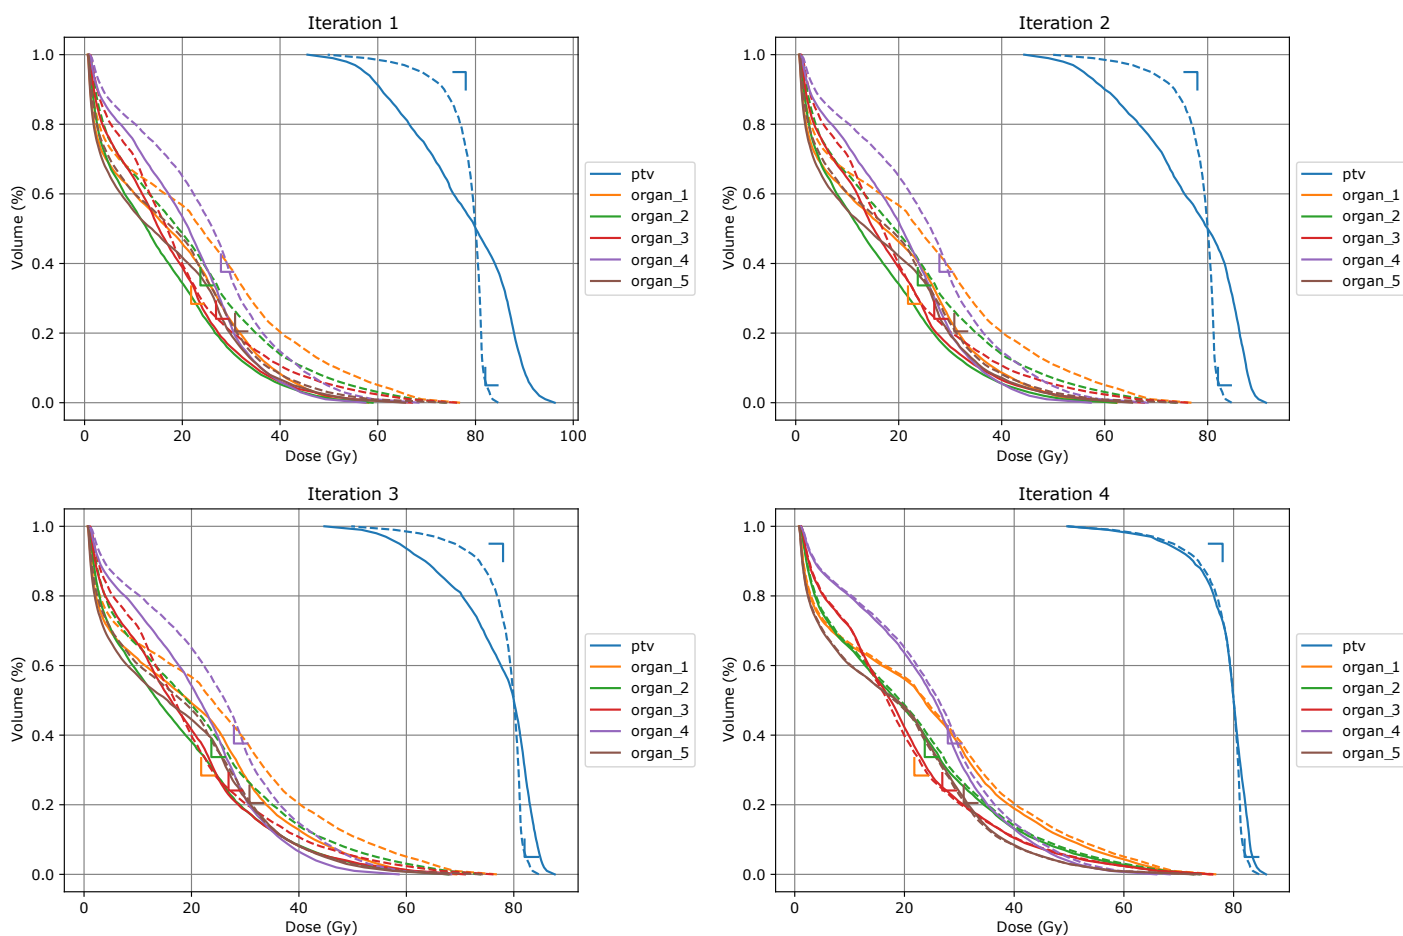 Iteration 1
1.0
0.8
0.6
0.4
0.2
0.0
Volume (%)
0 20 40 60 80 100
Dose (Gy)
ptv
organ_1
organ_2
organ_3
organ_4
organ_5
Iteration 2
1.0
0.8
0.6
0.4
0.2
0.0
Volume (%)
0 20 40 60 80
Dose (Gy)
ptv
organ_1
organ_2
organ_3
organ_4
organ_5
Iteration 3
1.0
0.8
0.6
0.4
0.2
0.0
Volume (%)
0 20 40 60 80
Dose (Gy)
ptv
organ_1
organ_2
organ_3
organ_4
organ_5
Iteration 4
1.0
0.8
0.6
0.4
0.2
0.0
Volume (%)
0 20 40 60 80
Dose (Gy)
ptv
organ_1
organ_2
organ_3
organ_4
organ_5